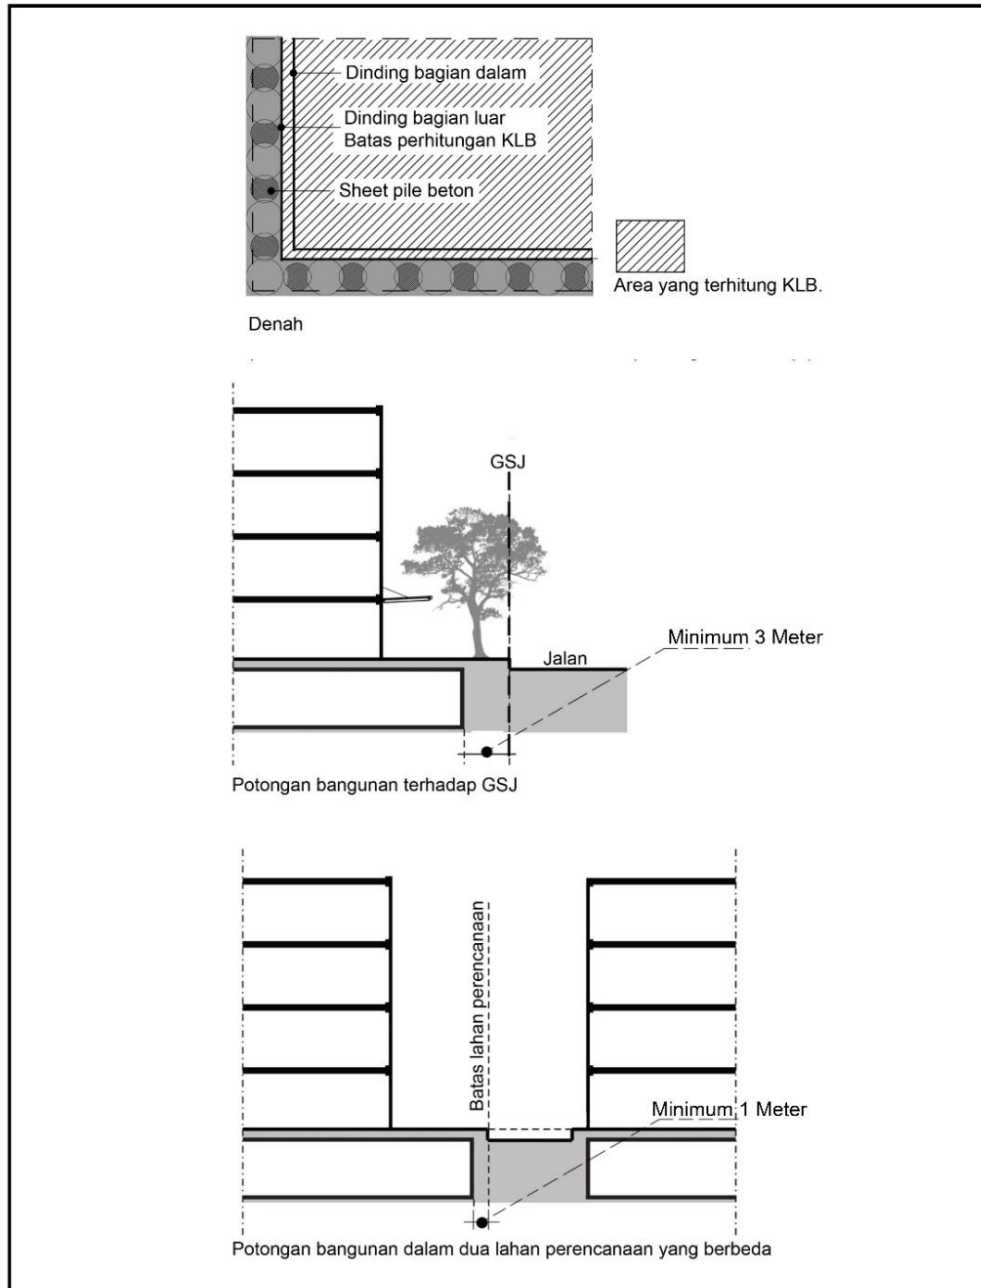 Dinding bagian dalam
Dinding bagian luar
Batas perhitungan KLB
Sheet pile beton
Area yang terhitung KLB.
Denah
GSJ
Minimum 3 Meter
Jalan
Potongan bangunan terhadap GSJ
Batas lahan perencanaan
Minimum 1 Meter
Potongan bangunan dalam dua lahan perencanaan yang berbeda